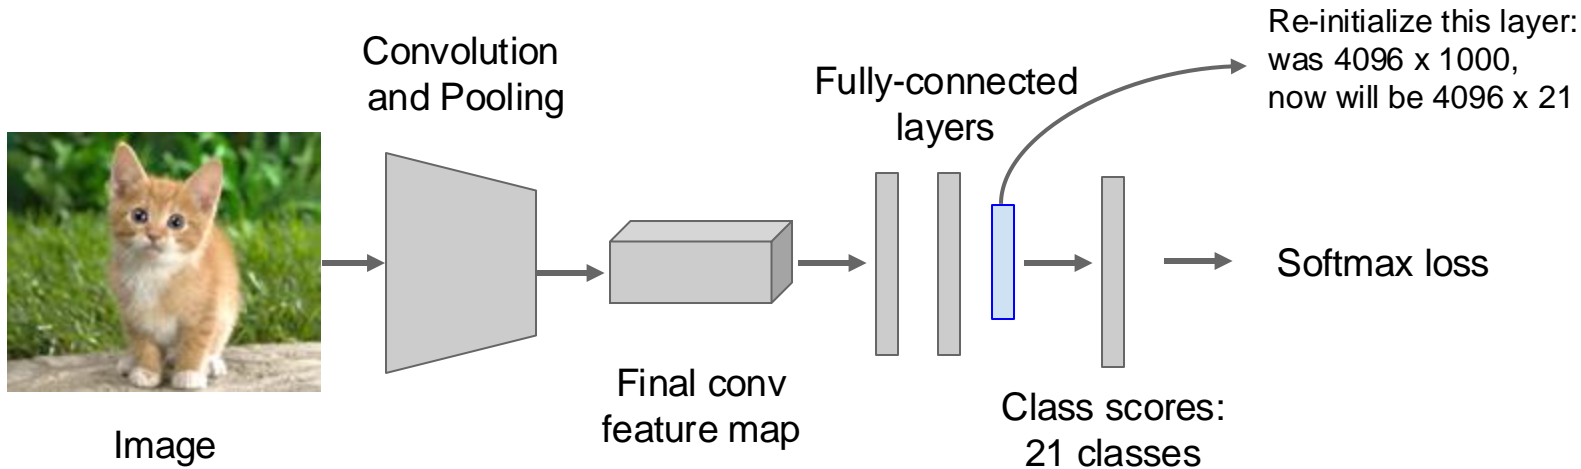 Convolution
and Pooling
Fully-connected
layers
Re-initialize this layer:
was 4096 x 1000,
now will be 4096 x 21
Softmax loss
Final conv
feature map
Class scores:
21 classes
Image